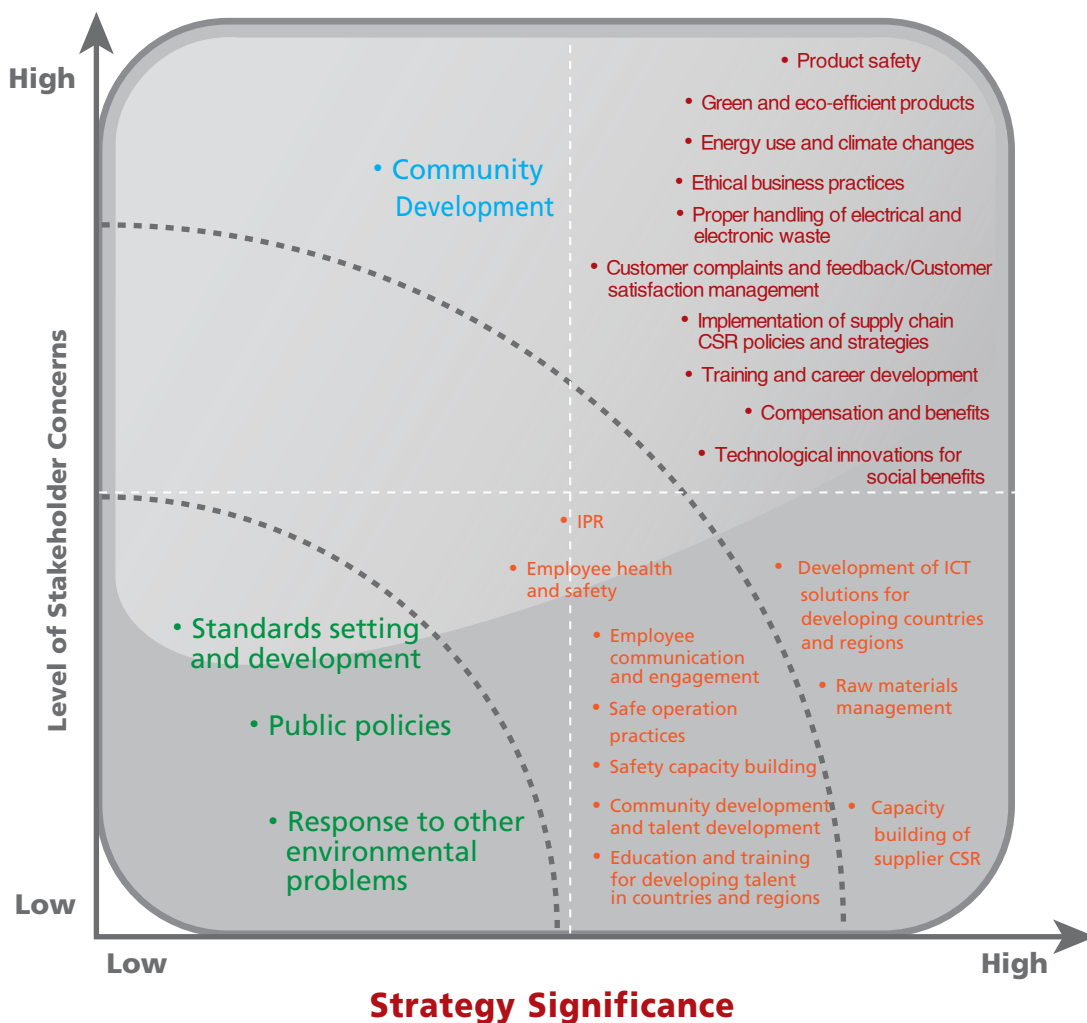 High
• Product safety
• Green and eco-efficient products
• Energy use and climate changes
• Community
Development
• Ethical business practices
• Proper handling of electrical and
electronic waste
• Customer complaints and feedback/Customer
satisfaction management
• Implementation of supply chain
CSR policies and strategies
• Training and career development
• Compensation and benefits
• Technological innovations for
social benefits
Level of Stakeholder Concerns
• IPR
• Employee health
and safety
• Development of ICT
solutions for
developing countries
and regions
• Standards setting
and development
• Employee
communication
and engagement
• Raw materials
management
• Public policies
• Safe operation
practices
• Safety capacity building
• Response to other
environmental
problems
• Community development
and talent development
• Capacity
building of
supplier CSR
• Education and training
for developing talent
in countries and regions
Low
Low
High
Strategy Significance